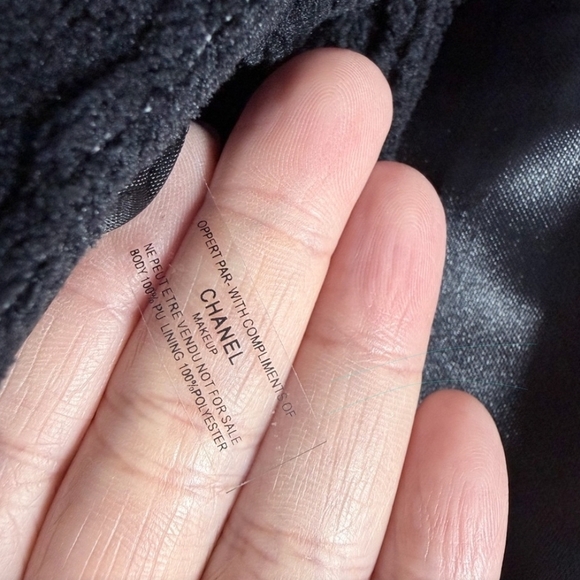 OPPERT PAR- WITH COMPLIMENTS OF
CHANEL
MAKEUP
NE PEUT ETRE VENDU NOT FOR SALE
BODY 100% PU LINING 100%POLYESTER